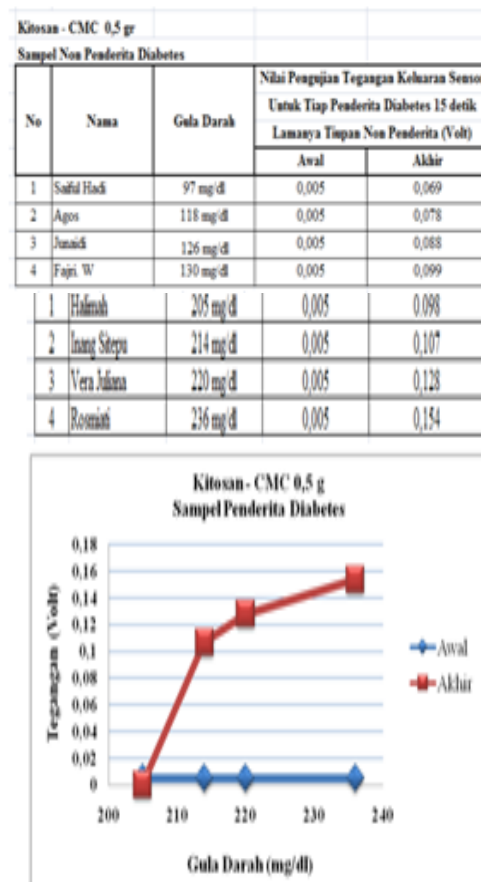 Kitosan - CMC 0,5 gr
Sampel Non Penderita Diabetes
No Nama Gula Darah Nilai Pengujian Tegangan Keluaran Sensor
Untuk Tiap Penderita Diabetes 15 detik
Lamanya Tiupan Non Penderita (Volt)
Awal Akhir
1 Saiful Hadi 97 mg/dl 0,005 0,069
2 Agos 118 mg/dl 0,005 0,078
3 Junaidi 126 mg/dl 0,005 0,088
4 Fajri. W 130 mg/dl 0,005 0,099
1 Halimah 205 mg/dl 0,005 0.098
2 Inang Sitepu 214 mg/dl 0,005 0,107
3 Vera Juliana 220 mg/dl 0,005 0,128
4 Rosmiati 236 mg/dl 0,005 0,154
Kitosan - CMC 0,5 g
Sampel Penderita Diabetes
Tegangan (Volt)
0,18
0,16
0,14
0,12
0,1
0,08
0,06
0,04
0,02
0
200 210 220 230 240
Gula Darah (mg/dl)
Awal
Akhir